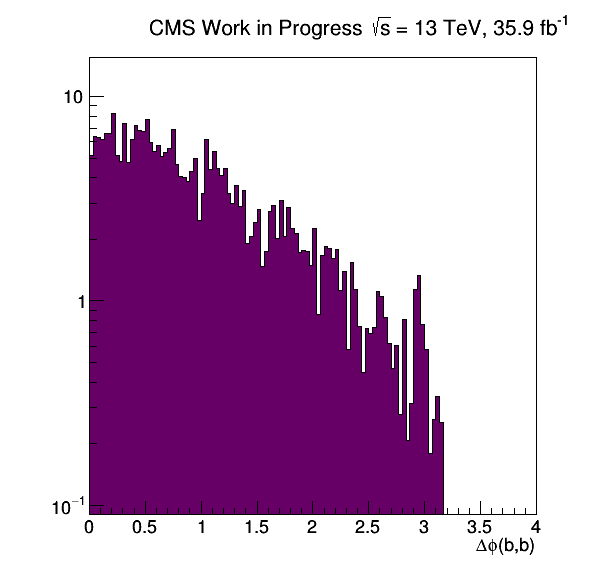 CMS Work in Progress √s = 13 TeV, 35.9 fb⁻¹
10
1
10⁻¹
0 0.5 1 1.5 2 2.5 3 3.5 4
Δϕ(b,b)